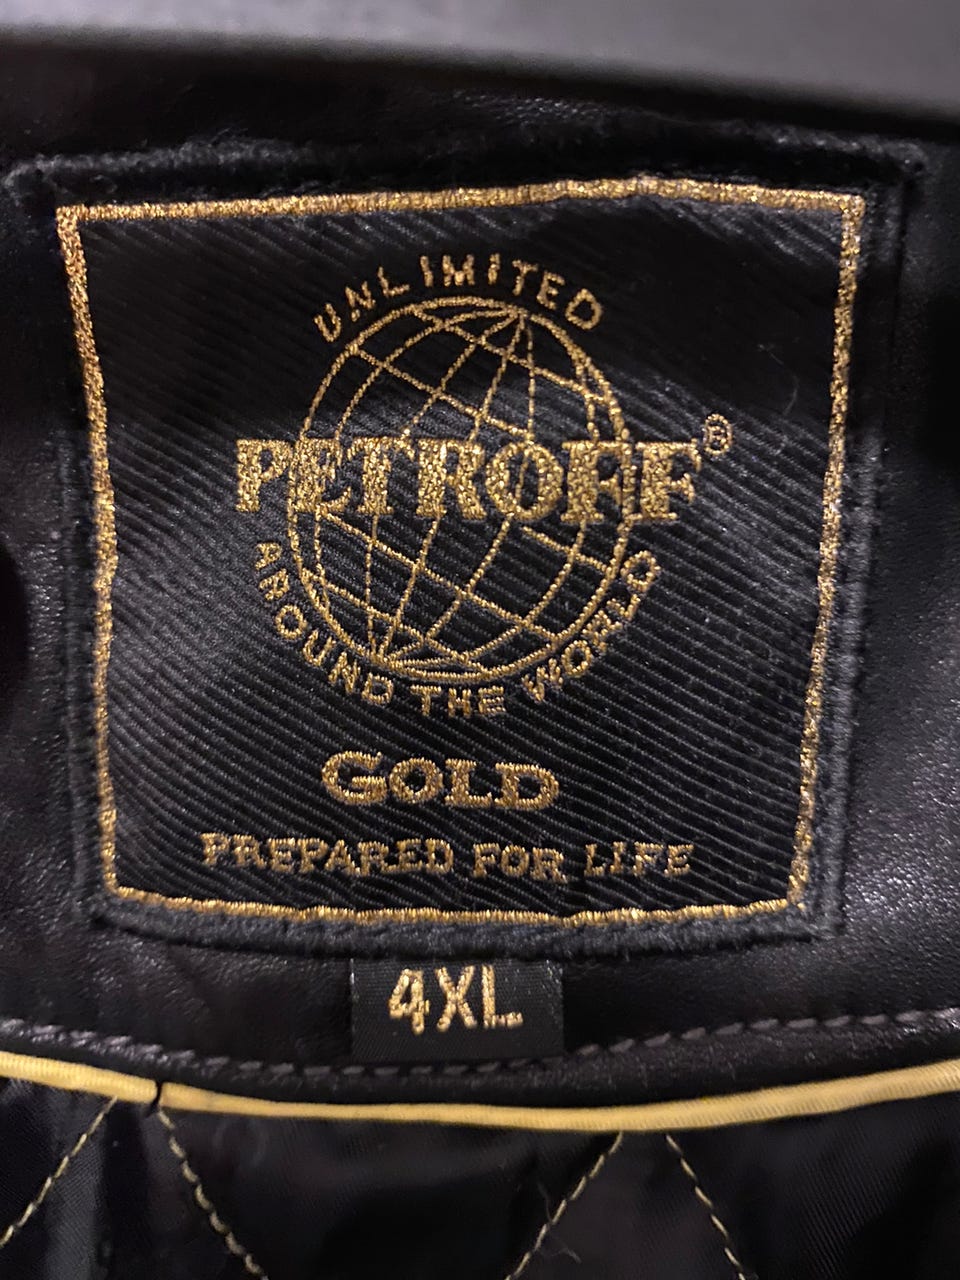 UNLIMITED
PETROFF®
AROUND THE WORLD
GOLD
PREPARED FOR LIFE
4XL